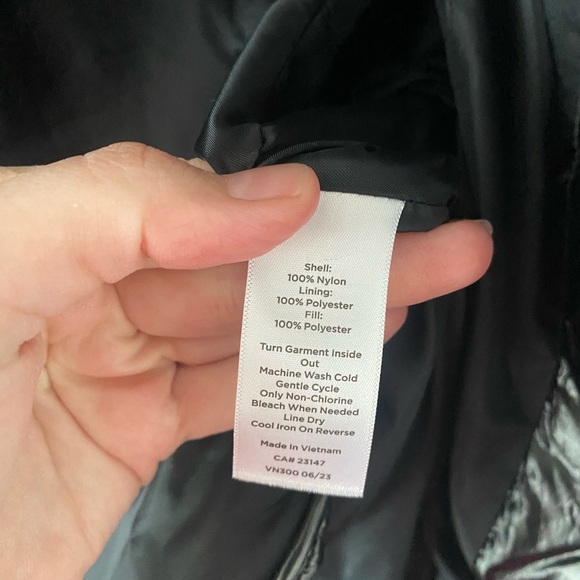 Shell:
100% Nylon
Lining:
100% Polyester
Fill:
100% Polyester
Turn Garment Inside
Out
Machine Wash Cold
Gentle Cycle
Only Non-Chlorine
Bleach When Needed
Line Dry
Cool Iron On Reverse
Made In Vietnam
CA# 23147
VN300 06/23